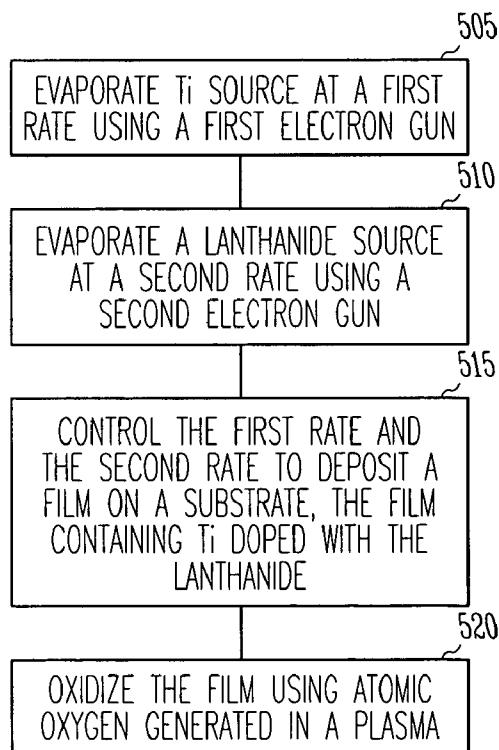 505
EVAPORATE Ti SOURCE AT A FIRST
RATE USING A FIRST ELECTRON GUN
510
EVAPORATE A LANTHANIDE SOURCE
AT A SECOND RATE USING A
SECOND ELECTRON GUN
515
CONTROL THE FIRST RATE AND
THE SECOND RATE TO DEPOSIT A
FILM ON A SUBSTRATE, THE FILM
CONTAINING Ti DOPED WITH THE
LANTHANIDE
520
OXIDIZE THE FILM USING ATOMIC
OXYGEN GENERATED IN A PLASMA